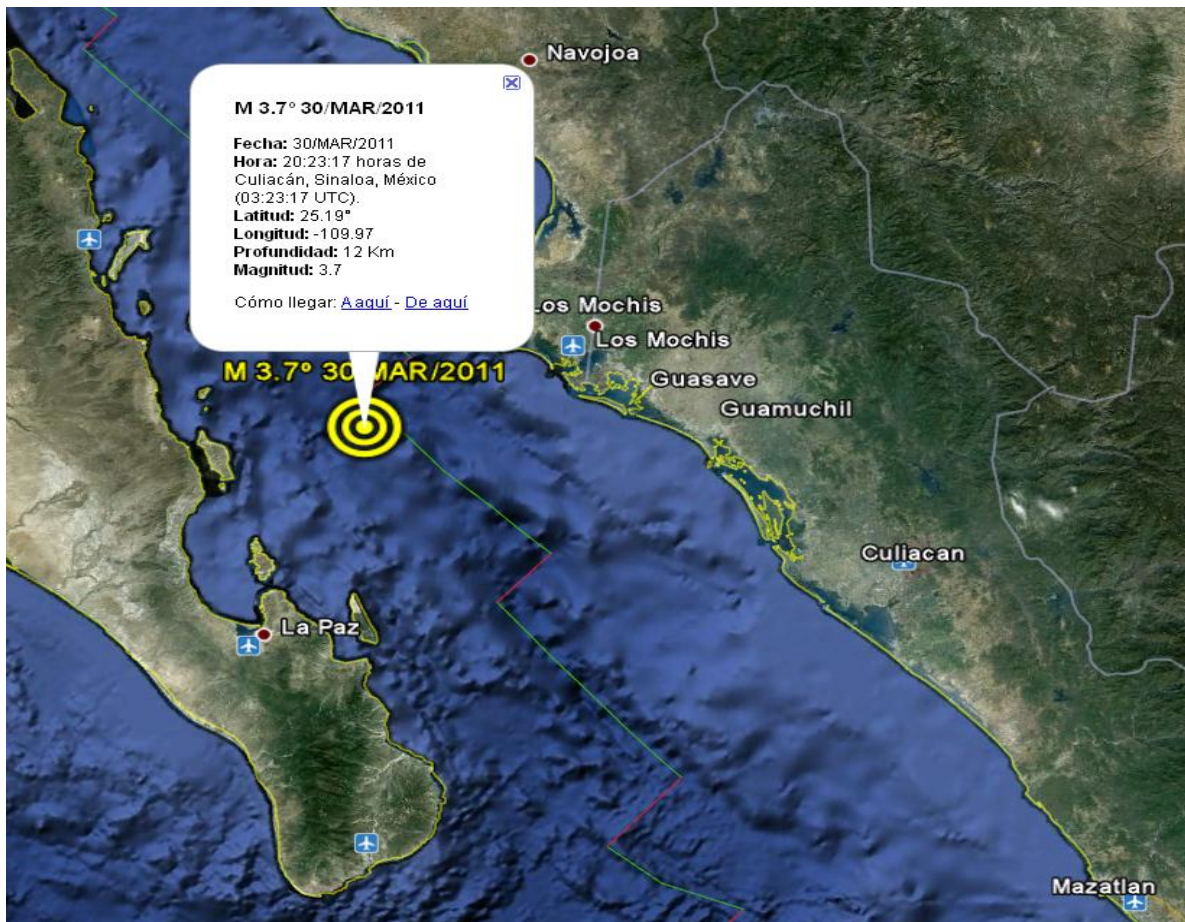 Navojoa
M 3.7º 30/MAR/2011
Fecha: 30/MAR/2011
Hora: 20:23:17 horas de
Culiacán, Sinaloa, México
(03:23:17 UTC).
Latitud: 25.19°
Longitud: -109.97
Profundidad: 12 Km
Magnitud: 3.7
Cómo llegar: A aquí - De aquí
Los Mochis
Los Mochis
M 3.7º 30/MAR/2011
Guasave
Guamuchil
Culiacan
La Paz
Mazatlan